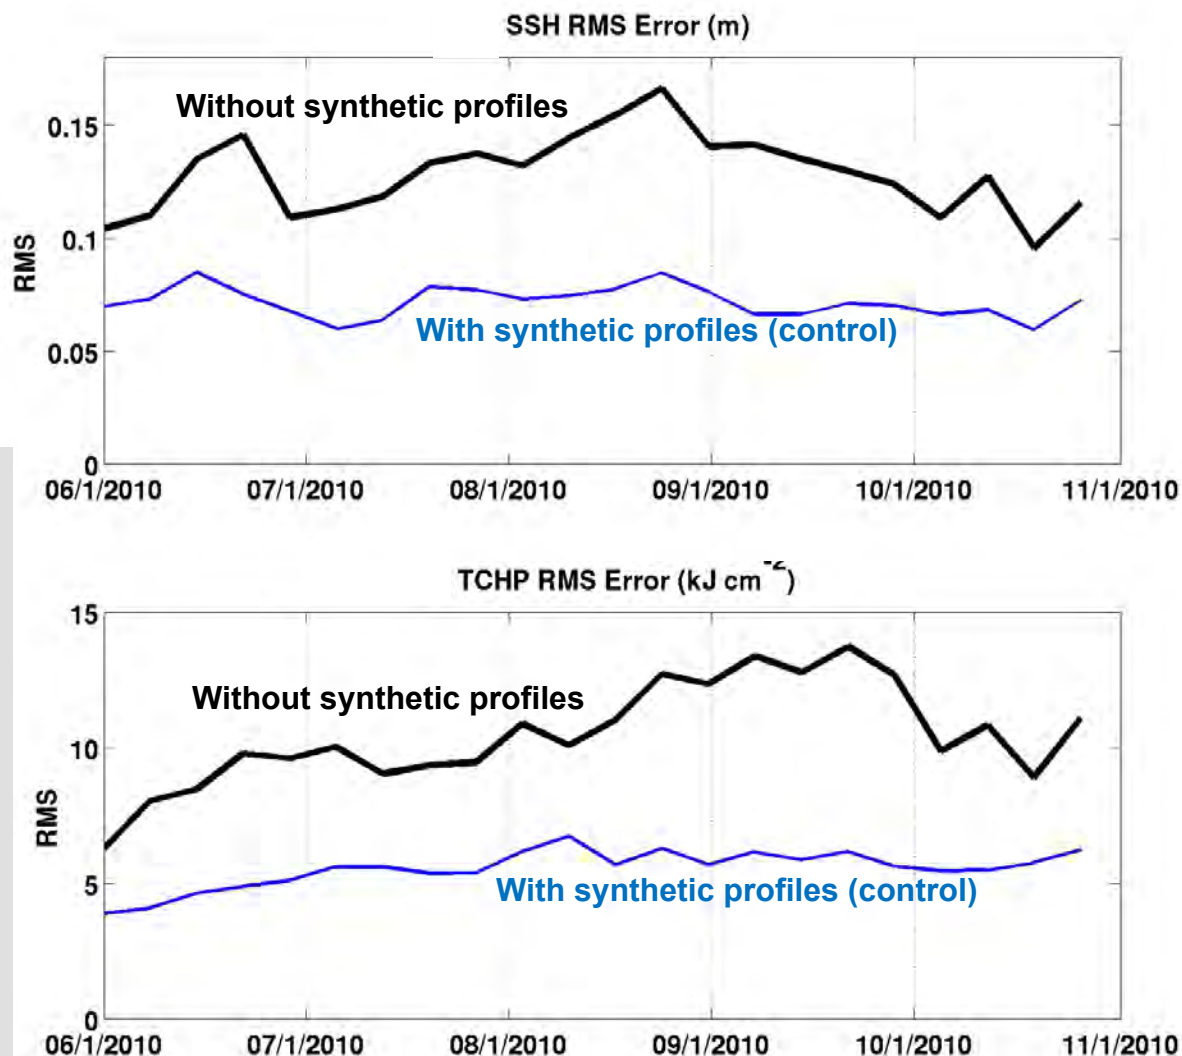 SSH RMS Error (m)
Without synthetic profiles
0.15
0.1
RMS
With synthetic profiles (control)
0.05
0
06/1/2010 07/1/2010 08/1/2010 09/1/2010 10/1/2010 11/1/2010
TCHP RMS Error (kJ cm⁻²)
15
Without synthetic profiles
10
RMS
5
With synthetic profiles (control)
0
06/1/2010 07/1/2010 08/1/2010 09/1/2010 10/1/2010 11/1/2010